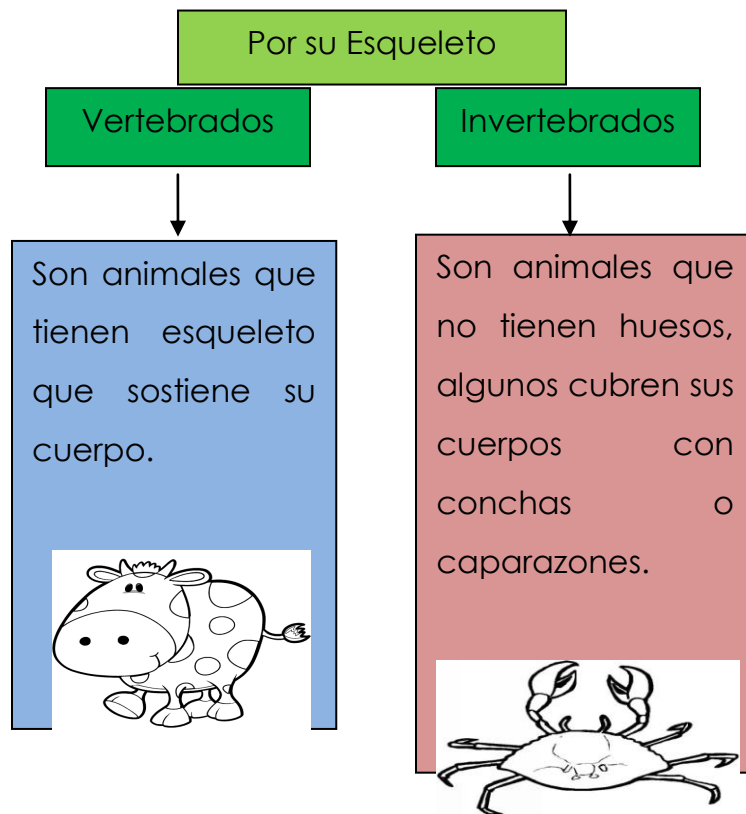 Por su Esqueleto
Vertebrados
Invertebrados
Son animales que
tienen esqueleto
que sostiene su
cuerpo.
Son animales que
no tienen huesos,
algunos cubren sus
cuerpos con
conchas o
caparazones.